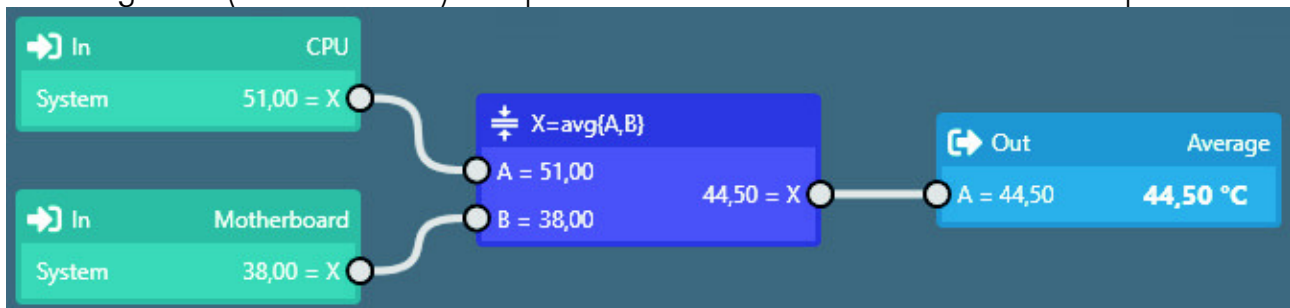 In CPU
System 51,00 = X
In Motherboard
System 38,00 = X
X=avg{A,B}
A = 51,00
44,50 = X
B = 38,00
Out Average
A = 44,50 44,50 °C